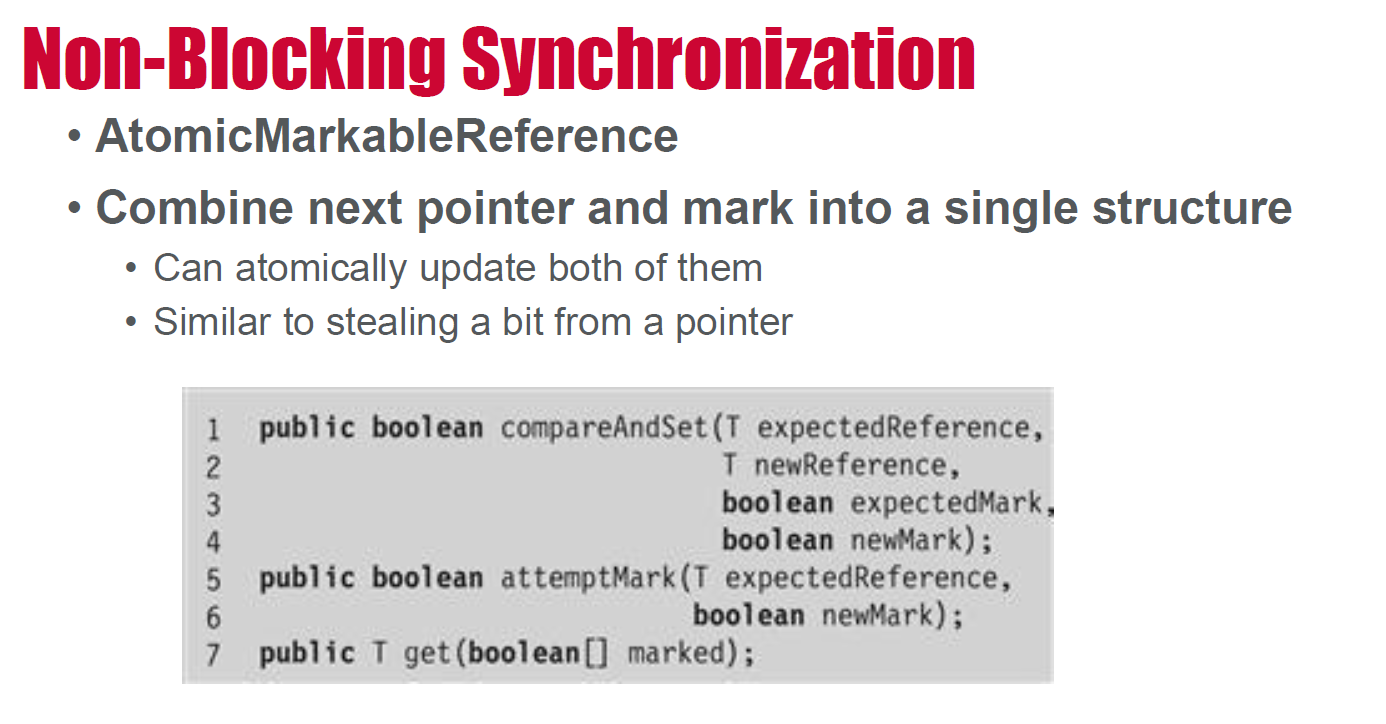 Non-Blocking Synchronization
• AtomicMarkableReference
• Combine next pointer and mark into a single structure
• Can atomically update both of them
• Similar to stealing a bit from a pointer
1 public boolean compareAndSet(T expectedReference,
2 T newReference,
3 boolean expectedMark,
4 boolean newMark);
5 public boolean attemptMark(T expectedReference,
6 boolean newMark);
7 public T get(boolean[] marked);